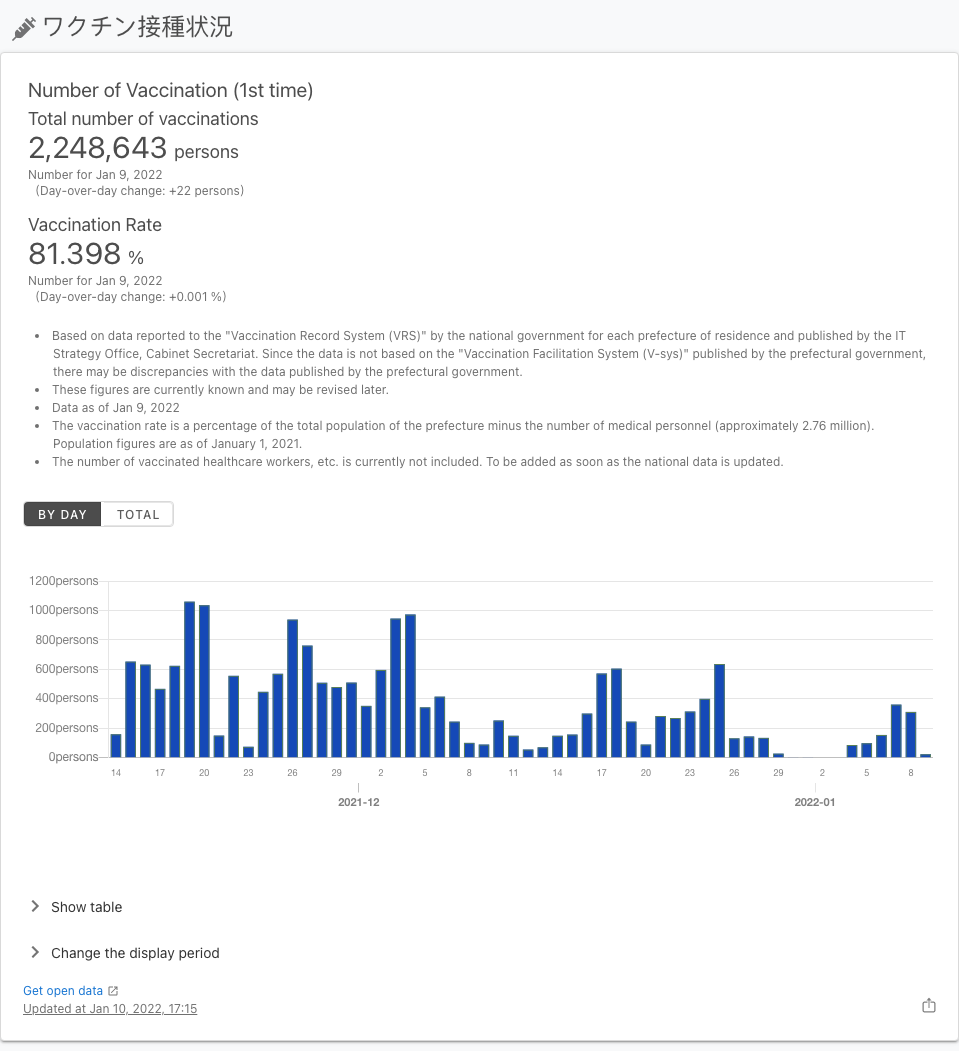 ワクチン接種状況
Number of Vaccination (1st time)
Total number of vaccinations
2,248,643 persons
Number for Jan 9, 2022
(Day-over-day change: +22 persons)
Vaccination Rate
81.398 %
Number for Jan 9, 2022
(Day-over-day change: +0.001 %)
• Based on data reported to the "Vaccination Record System (VRS)" by the national government for each prefecture of residence and published by the IT
Strategy Office, Cabinet Secretariat. Since the data is not based on the "Vaccination Facilitation System (V-sys)" published by the prefectural government,
there may be discrepancies with the data published by the prefectural government.
• These figures are currently known and may be revised later.
• Data as of Jan 9, 2022
• The vaccination rate is a percentage of the total population of the prefecture minus the number of medical personnel (approximately 2.76 million).
Population figures are as of January 1, 2021.
• The number of vaccinated healthcare workers, etc. is currently not included. To be added as soon as the national data is updated.
BY DAY TOTAL
1200persons
1000persons
800persons
600persons
400persons
200persons
0persons
14 17 20 23 26 29 2 5 8 11 14 17 20 23 26 29 2 5 8
2021-12 2022-01
Show table
Change the display period
Get open data
Updated at Jan 10, 2022, 17:15